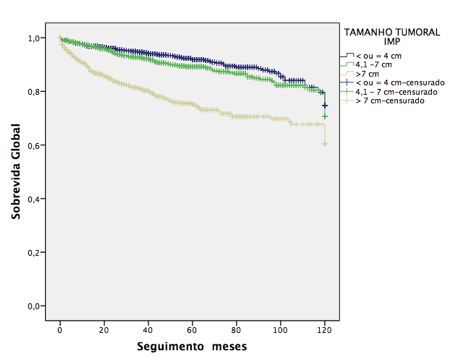 TAMANHO TUMORAL
IMP
< ou = 4 cm
4,1 -7 cm
>7 cm
< ou = 4 cm-censurado
4,1 - 7 cm-censurado
> 7 cm-censurado
1,0
0,8
0,6
0,4
0,2
0,0
Sobrevida Global
0 20 40 60 80 100 120
Seguimento meses